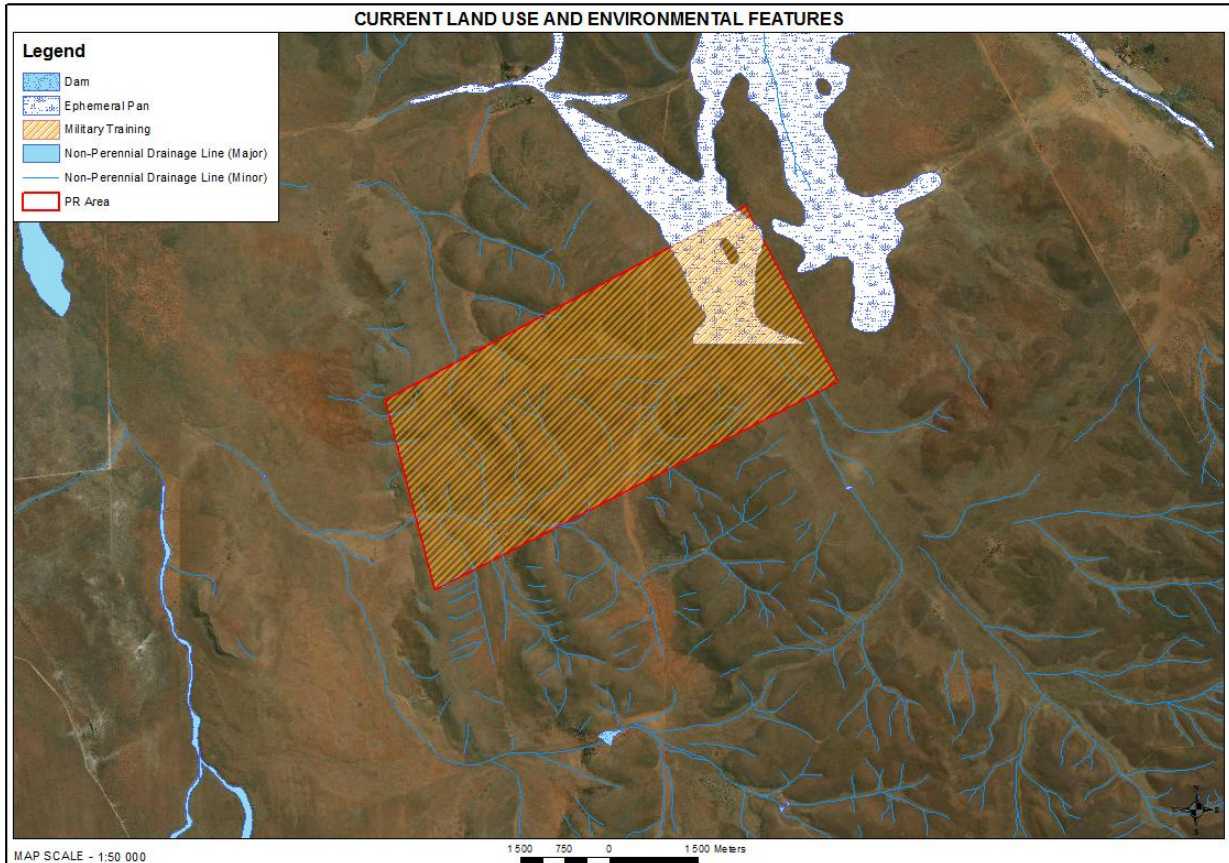 CURRENT LAND USE AND ENVIRONMENTAL FEATURES
Legend
Dam
Ephemeral Pan
Military Training
Non-Perennial Drainage Line (Major)
Non-Perennial Drainage Line (Minor)
PR Area
N
W E
S
MAP SCALE - 1:50 000
1 500 750 0 1 500 Meters